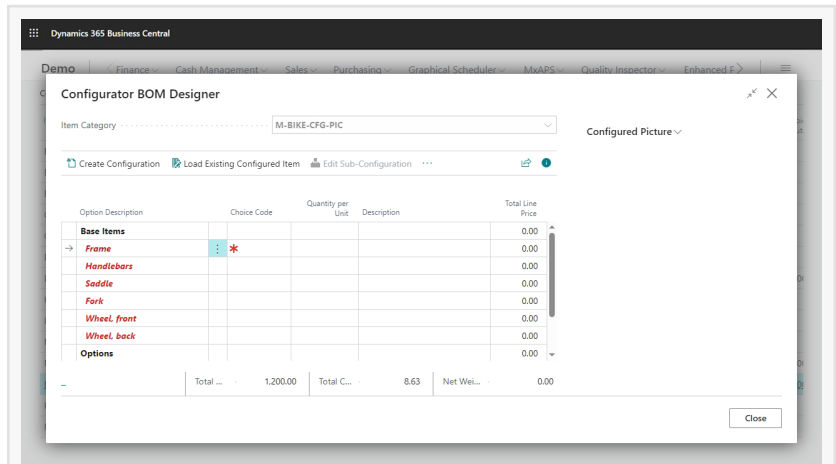 Dynamics 365 Business Central
Demo Finance Cash Management Sales Purchasing Graphical Scheduler MxAPS Quality Inspector Enhanced F
Configurator BOM Designer
Item Category M-BIKE-CFG-PIC
Configured Picture
Create Configuration Load Existing Configured Item Edit Sub-Configuration ...
Option Description Choice Code Quantity per Unit Description Total Line Price
Base Items 0.00
Frame * 0.00
Handlebars 0.00
Saddle 0.00
Fork 0.00
Wheel, front 0.00
Wheel, back 0.00
Options 0.00
_ Total ... 1,200.00 Total C... 8.63 Net Wei... 0.00
Close